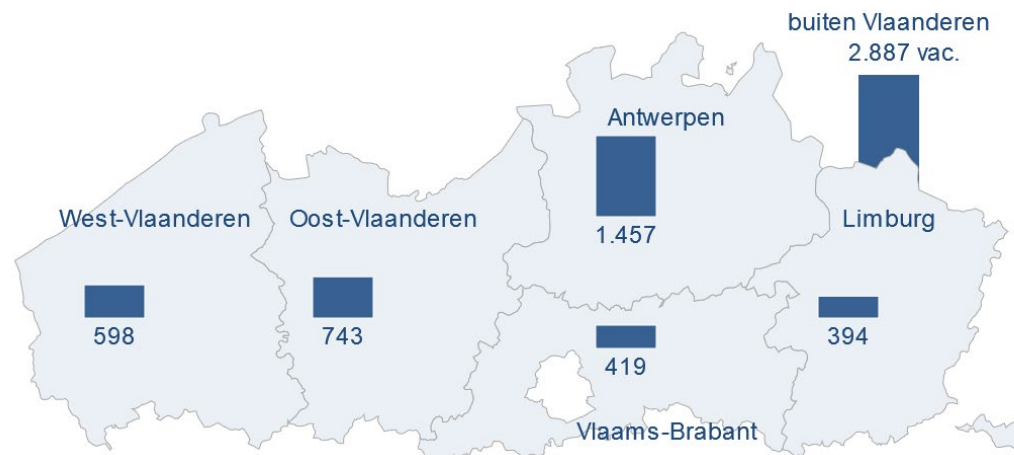 buiten Vlaanderen
2.887 vac.
Antwerpen
1.457
West-Vlaanderen
598
Oost-Vlaanderen
743
Limburg
394
419
Vlaams-Brabant